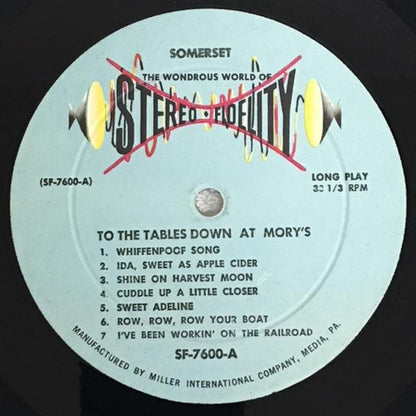 SOMERSET
THE WONDROUS WORLD OF
STEREO • FIDELITY
(SF-7600-A)
LONG PLAY
33 1/3 RPM
TO THE TABLES DOWN AT MORY'S
1. WHIFFENPOOF SONG
2. IDA, SWEET AS APPLE CIDER
3. SHINE ON HARVEST MOON
4. CUDDLE UP A LITTLE CLOSER
5. SWEET ADELINE
6. ROW, ROW, ROW YOUR BOAT
7 I'VE BEEN WORKIN' ON THE RAILROAD
SF-7600-A
MANUFACTURED BY MILLER INTERNATIONAL COMPANY, MEDIA, PA.